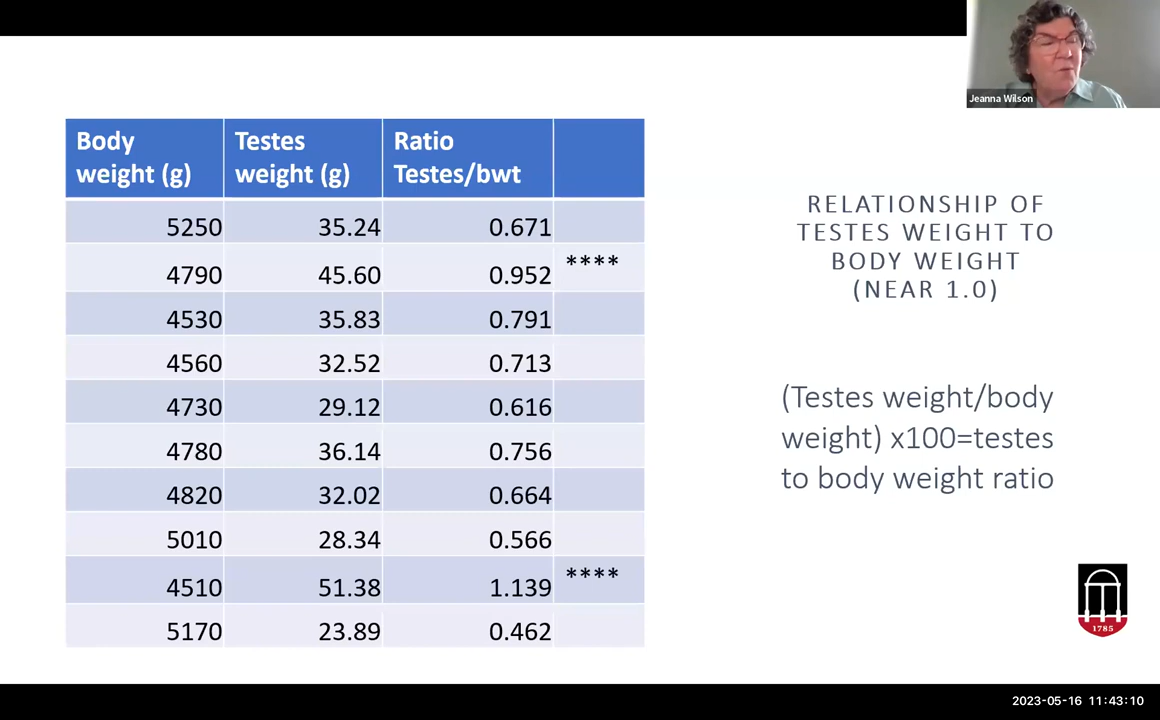 Jeanna Wilson
Body weight (g) Testes weight (g) Ratio Testes/bwt
5250 35.24 0.671
4790 45.60 0.952 ****
4530 35.83 0.791
4560 32.52 0.713
4730 29.12 0.616
4780 36.14 0.756
4820 32.02 0.664
5010 28.34 0.566
4510 51.38 1.139 ****
5170 23.89 0.462
RELATIONSHIP OF
TESTES WEIGHT TO
BODY WEIGHT
(NEAR 1.0)
(Testes weight/body
weight) x100=testes
to body weight ratio
1785
2023-05-16 11:43:10